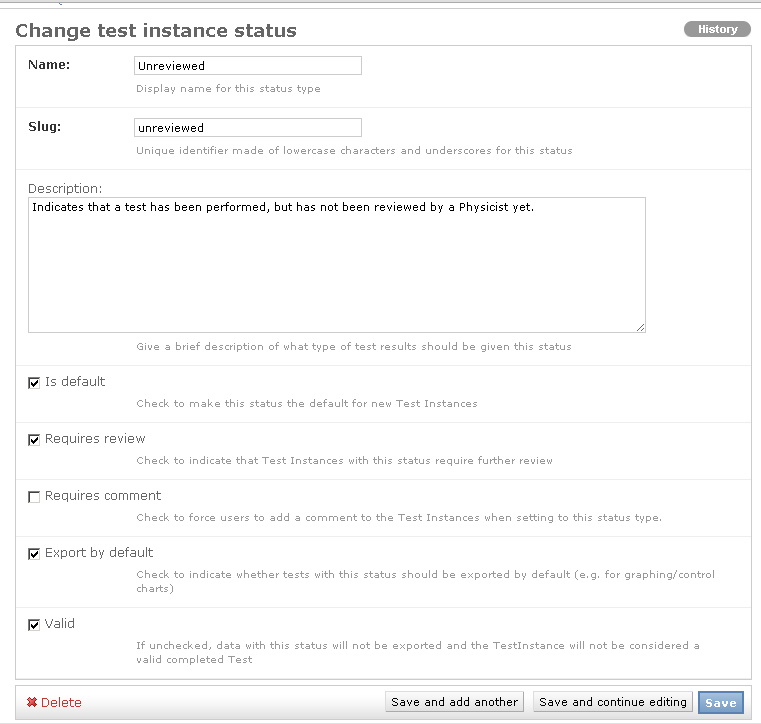 Change test instance status
History
Name:
Unreviewed
Display name for this status type
Slug:
unreviewed
Unique identifier made of lowercase characters and underscores for this status
Description:
Indicates that a test has been performed, but has not been reviewed by a Physicist yet.
Give a brief description of what type of test results should be given this status
Is default
Check to make this status the default for new Test Instances
Requires review
Check to indicate that Test Instances with this status require further review
Requires comment
Check to force users to add a comment to the Test Instances when setting to this status type.
Export by default
Check to indicate whether tests with this status should be exported by default (e.g. for graphing/control
charts)
Valid
If unchecked, data with this status will not be exported and the TestInstance will not be considered a
valid completed Test
Delete
Save and add another
Save and continue editing
Save